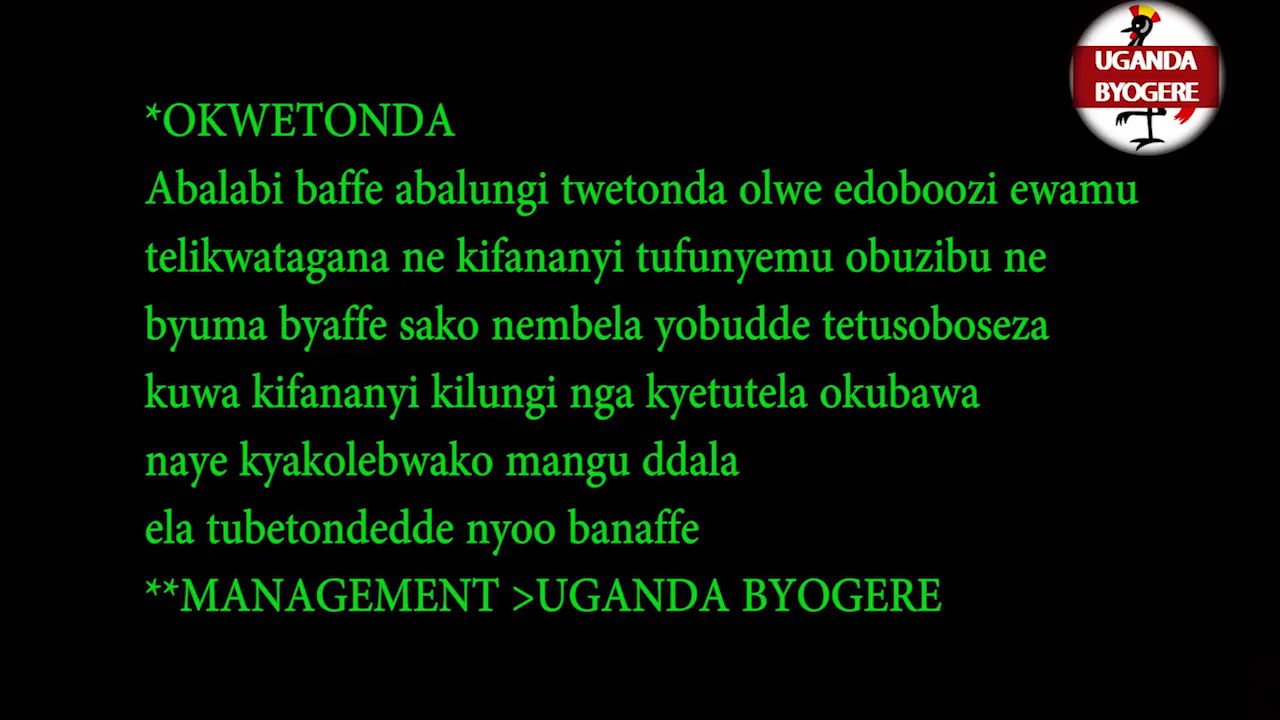 UGANDA
BYOGERE
*OKWETONDA
Abalabi baffe abalungi twetonda olwe edoboozi ewamu
telikwatagana ne kifananyi tufunyemu obuzibu ne
byuma byaffe sako nembela yobudde tetusoboseza
kuwa kifananyi kilungi nga kyetutela okubawa
naye kyakolebwako mangu ddala
ela tubetondedde nyoo banaffe
**MANAGEMENT >UGANDA BYOGERE